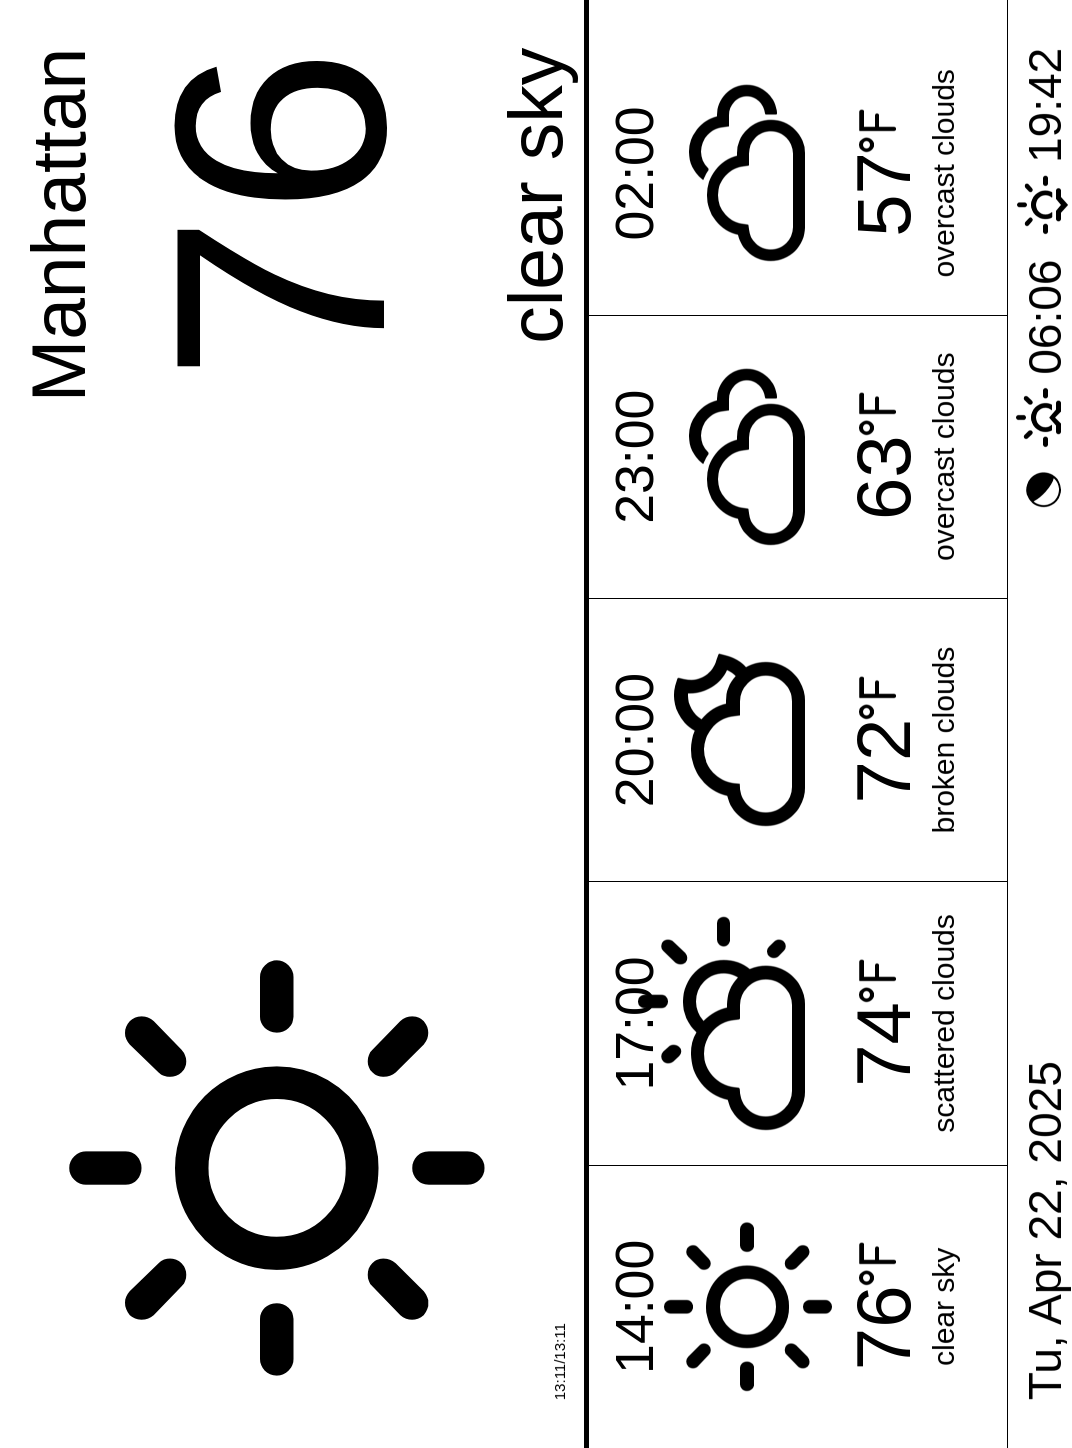 Manhattan
76
clear sky
13:11/13:11
14:00
76°F
clear sky
17:00
74°F
scattered clouds
20:00
72°F
broken clouds
23:00
63°F
overcast clouds
02:00
57°F
overcast clouds
Tu, Apr 22, 2025
06:06 19:42